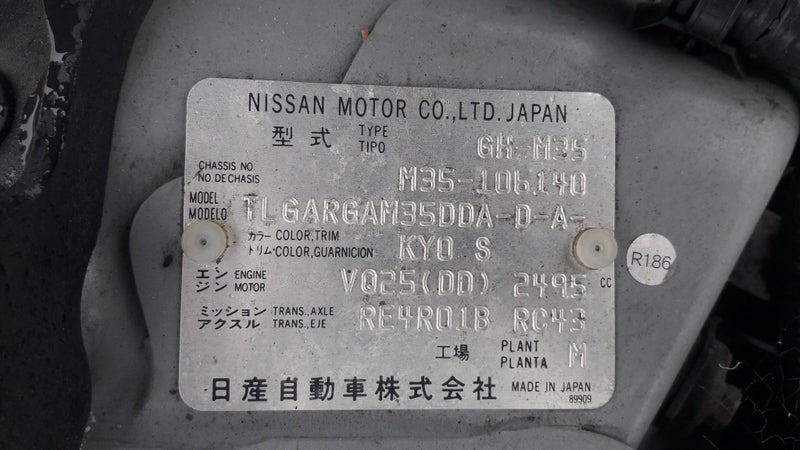 NISSAN MOTOR CO.,LTD. JAPAN
型式 TYPE TIPO GH-M35
CHASSIS NO. NO. DE CHASIS M35-106140
MODEL MODELO TLGARGAM35DDA-D-A-
カラー COLOR,TRIM トリム COLOR,GUARNICION KY0 S
エンジン ENGINE MOTOR VQ25(DD) 2495 CC
ミッション TRANS.,AXLE アクスル TRANS.,EJE RE4R01B RC43
工場 PLANT PLANTA M
日産自動車株式会社 MADE IN JAPAN
89909
R186